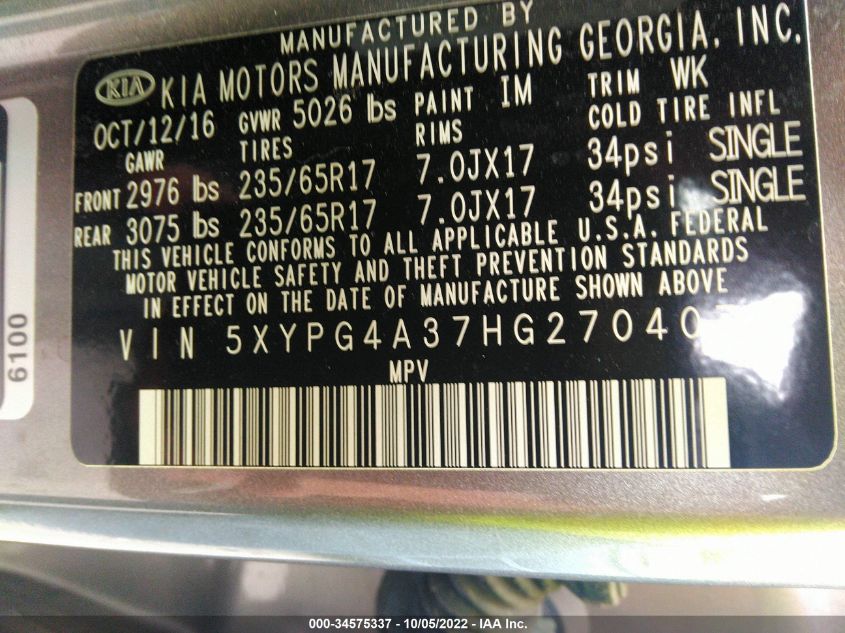 MANUFACTURED BY
KIA KIA MOTORS MANUFACTURING GEORGIA, INC.
OCT/12/16 GVWR 5026 lbs PAINT IM TRIM WK
GAWR TIRES RIMS COLD TIRE INFL
FRONT 2976 lbs 235/65R17 7.0JX17 34psi SINGLE
REAR 3075 lbs 235/65R17 7.0JX17 34psi SINGLE
THIS VEHICLE CONFORMS TO ALL APPLICABLE U.S.A. FEDERAL
MOTOR VEHICLE SAFETY AND THEFT PREVENTION STANDARDS
IN EFFECT ON THE DATE OF MANUFACTURE SHOWN ABOVE
VIN 5XYPG4A37HG27040
MPV
6100
000-34575337 - 10/05/2022 - IAA Inc.